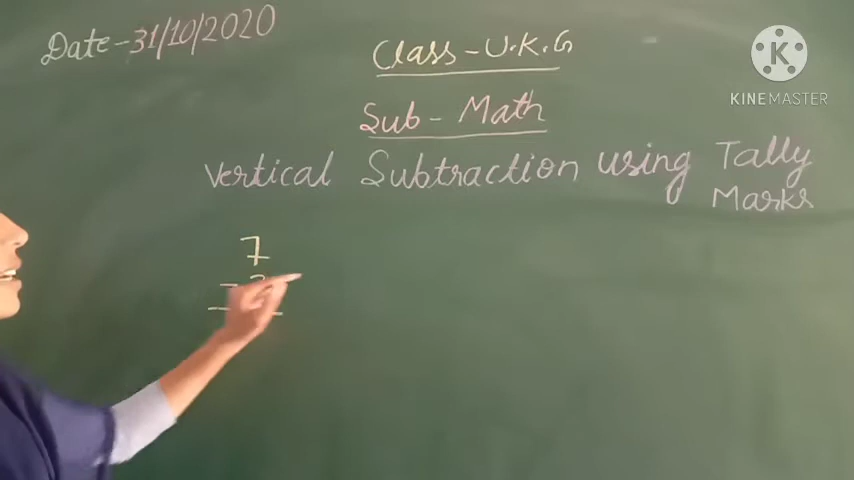 Date-31/10/2020
Class-U.K.G
KINEMASTER
Sub- Math
Vertical Subtraction using Tally
Marks
7
-